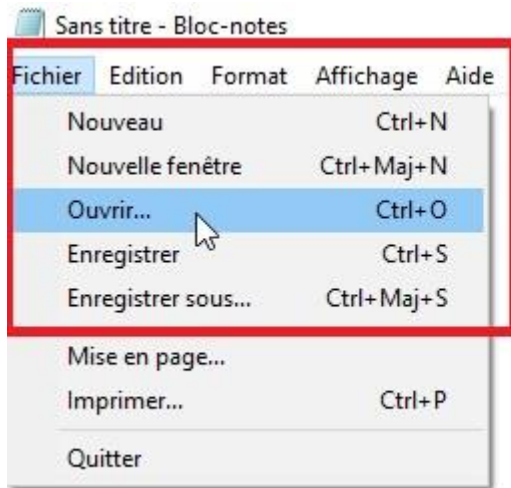 Sans titre - Bloc-notes
Fichier Edition Format Affichage Aide
Nouveau Ctrl+N
Nouvelle fenêtre Ctrl+Maj+N
Ouvrir... Ctrl+O
Enregistrer Ctrl+S
Enregistrer sous... Ctrl+Maj+S
Mise en page...
Imprimer... Ctrl+P
Quitter